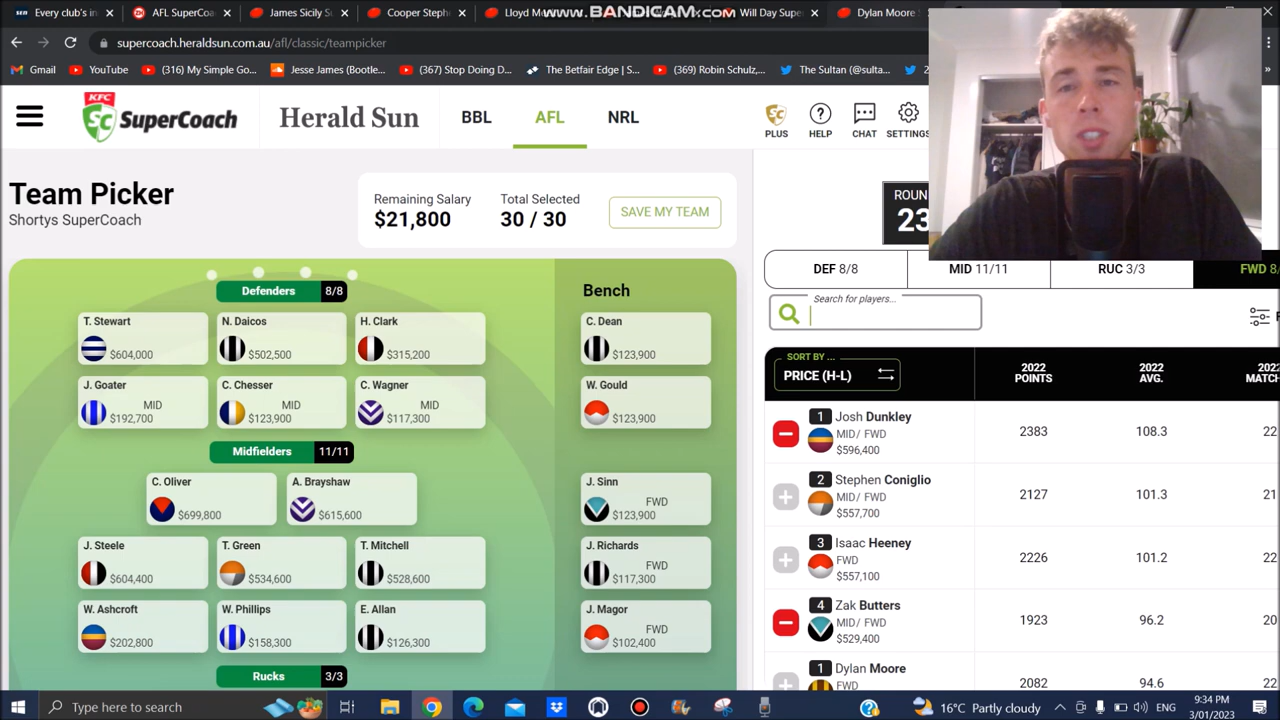 Every club's in
AFL SuperCoach
James Sicily S
Cooper Steph
Lloyd M
www.BANDICAM.com
Will Day Super
Dylan Moore
supercoach.heraldsun.com.au/afl/classic/teampicker
Gmail
YouTube
(316) My Simple Go...
Jesse James (Bootle...
(367) Stop Doing D...
The Betfair Edge | S...
(369) Robin Schulz,...
The Sultan (@sulta...
2
»
KFC
SC SuperCoach
Herald Sun
BBL
AFL
NRL
PLUS
HELP
CHAT
SETTINGS
Team Picker
Shortys SuperCoach
Remaining Salary
$21,800
Total Selected
30 / 30
SAVE MY TEAM
ROUN
23
DEF 8/8
MID 11/11
RUC 3/3
FWD 8/
Search for players...
F
SORT BY ...
PRICE (H-L)
2022
POINTS
2022
AVG.
2022
MATCH
1 Josh Dunkley
MID/ FWD
$596,400
2383
108.3
22
2 Stephen Coniglio
MID/ FWD
$557,700
2127
101.3
21
3 Isaac Heeney
FWD
$557,100
2226
101.2
22
4 Zak Butters
MID/ FWD
$529,400
1923
96.2
20
1 Dylan Moore
FWD
2082
94.6
22
Defenders 8/8
Bench
T. Stewart
$604,000
N. Daicos
$502,500
H. Clark
$315,200
C. Dean
$123,900
J. Goater
MID
$192,700
C. Chesser
MID
$123,900
C. Wagner
MID
$117,300
W. Gould
$123,900
Midfielders 11/11
C. Oliver
$699,800
A. Brayshaw
$615,600
J. Sinn
FWD
$123,900
J. Steele
$604,400
T. Green
$534,600
T. Mitchell
$528,600
J. Richards
FWD
$117,300
W. Ashcroft
$202,800
W. Phillips
$158,300
E. Allan
$126,300
J. Magor
FWD
$102,400
Rucks 3/3
Type here to search
16°C Partly cloudy
9:34 PM
3/01/2023